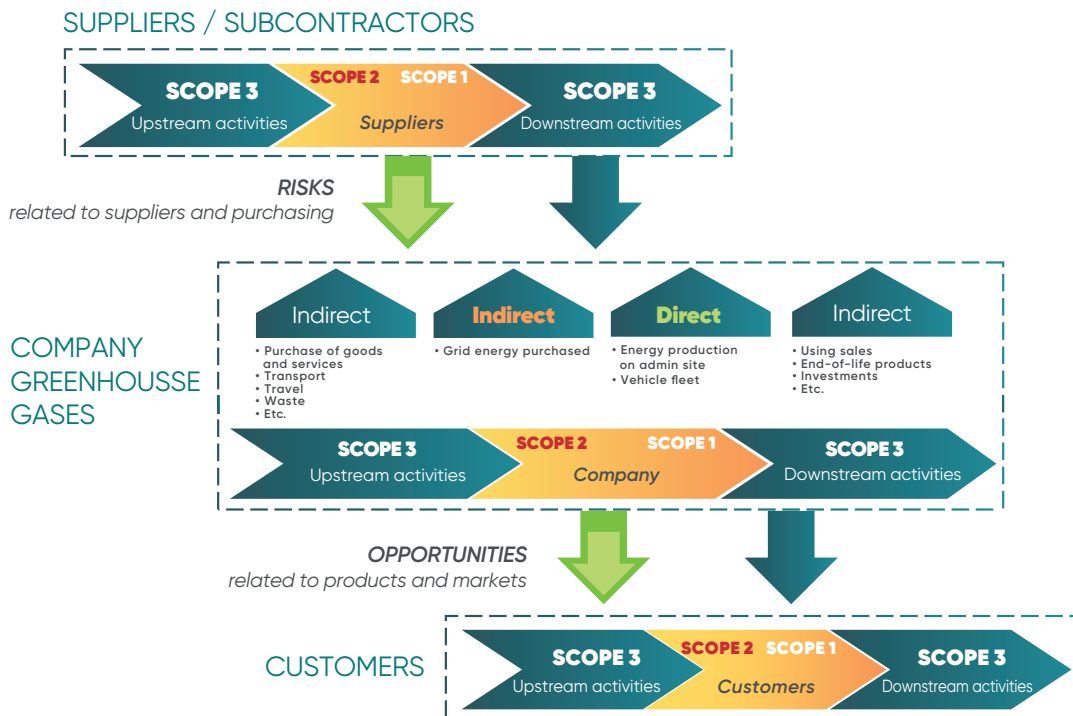 SUPPLIERS / SUBCONTRACTORS
SCOPE 3
Upstream activities
SCOPE 2
SCOPE 1
Suppliers
SCOPE 3
Downstream activities
RISKS
related to suppliers and purchasing
COMPANY
GREENHOUSSE
GASES
Indirect
• Purchase of goods
and services
• Transport
• Travel
• Waste
• Etc.
Indirect
• Grid energy purchased
Direct
• Energy production
on admin site
• Vehicle fleet
Indirect
• Using sales
• End-of-life products
• Investments
• Etc.
SCOPE 3
Upstream activities
SCOPE 2
SCOPE 1
Company
SCOPE 3
Downstream activities
OPPORTUNITIES
related to products and markets
CUSTOMERS
SCOPE 3
Upstream activities
SCOPE 2
SCOPE 1
Customers
SCOPE 3
Downstream activities